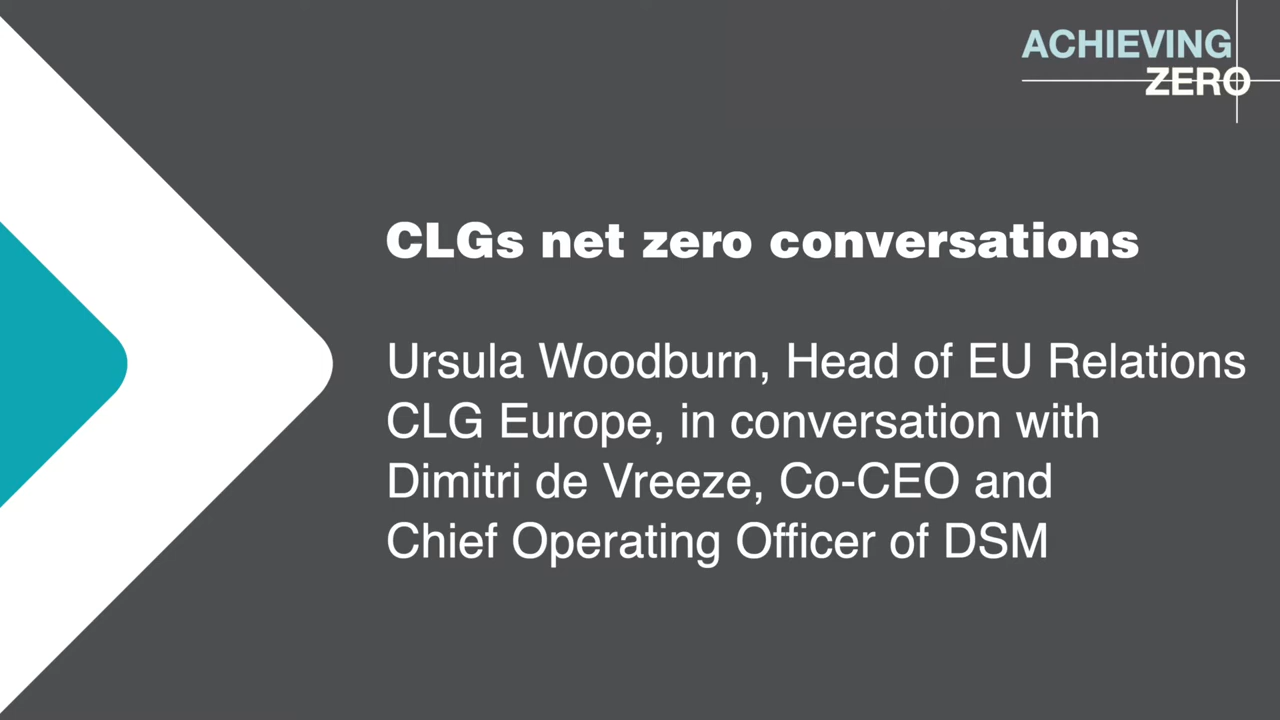 ACHIEVING
ZERO
CLGs net zero conversations
Ursula Woodburn, Head of EU Relations
CLG Europe, in conversation with
Dimitri de Vreeze, Co-CEO and
Chief Operating Officer of DSM